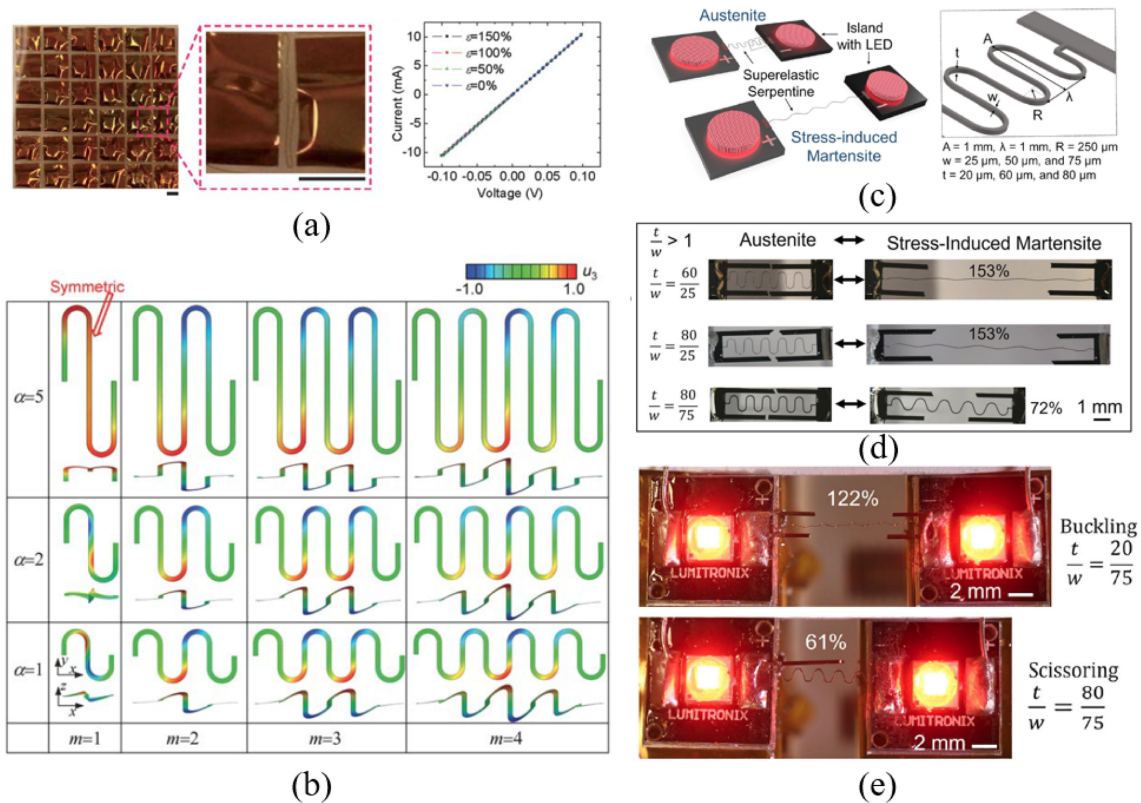 ε=150%
ε=100%
ε=50%
ε=0%
Current (mA)
10
5
0
-5
-10
-0.10 -0.05 0.00 0.05 0.10
Voltage (V)
(a)
u₃
-1.0 1.0
Symmetric
α=5
α=2
y
x
z
x
α=1
m=1 m=2 m=3 m=4
(b)
Austenite
Island with LED
Superelastic Serpentine
Stress-induced Martensite
+
−
+
A
t
w
R
λ
A = 1 mm, λ = 1 mm, R = 250 µm
w = 25 µm, 50 µm, and 75 µm
t = 20 µm, 60 µm, and 80 µm
(c)
t/w > 1 Austenite Stress-Induced Martensite
t/w = 60/25 153%
t/w = 80/25 153%
t/w = 80/75 72%
1 mm
(d)
122%
LUMITRONIX
LUMITRONIX
2 mm
Buckling
t/w = 20/75
61%
LUMITRONIX
LUMITRONIX
2 mm
Scissoring
t/w = 80/75
(e)